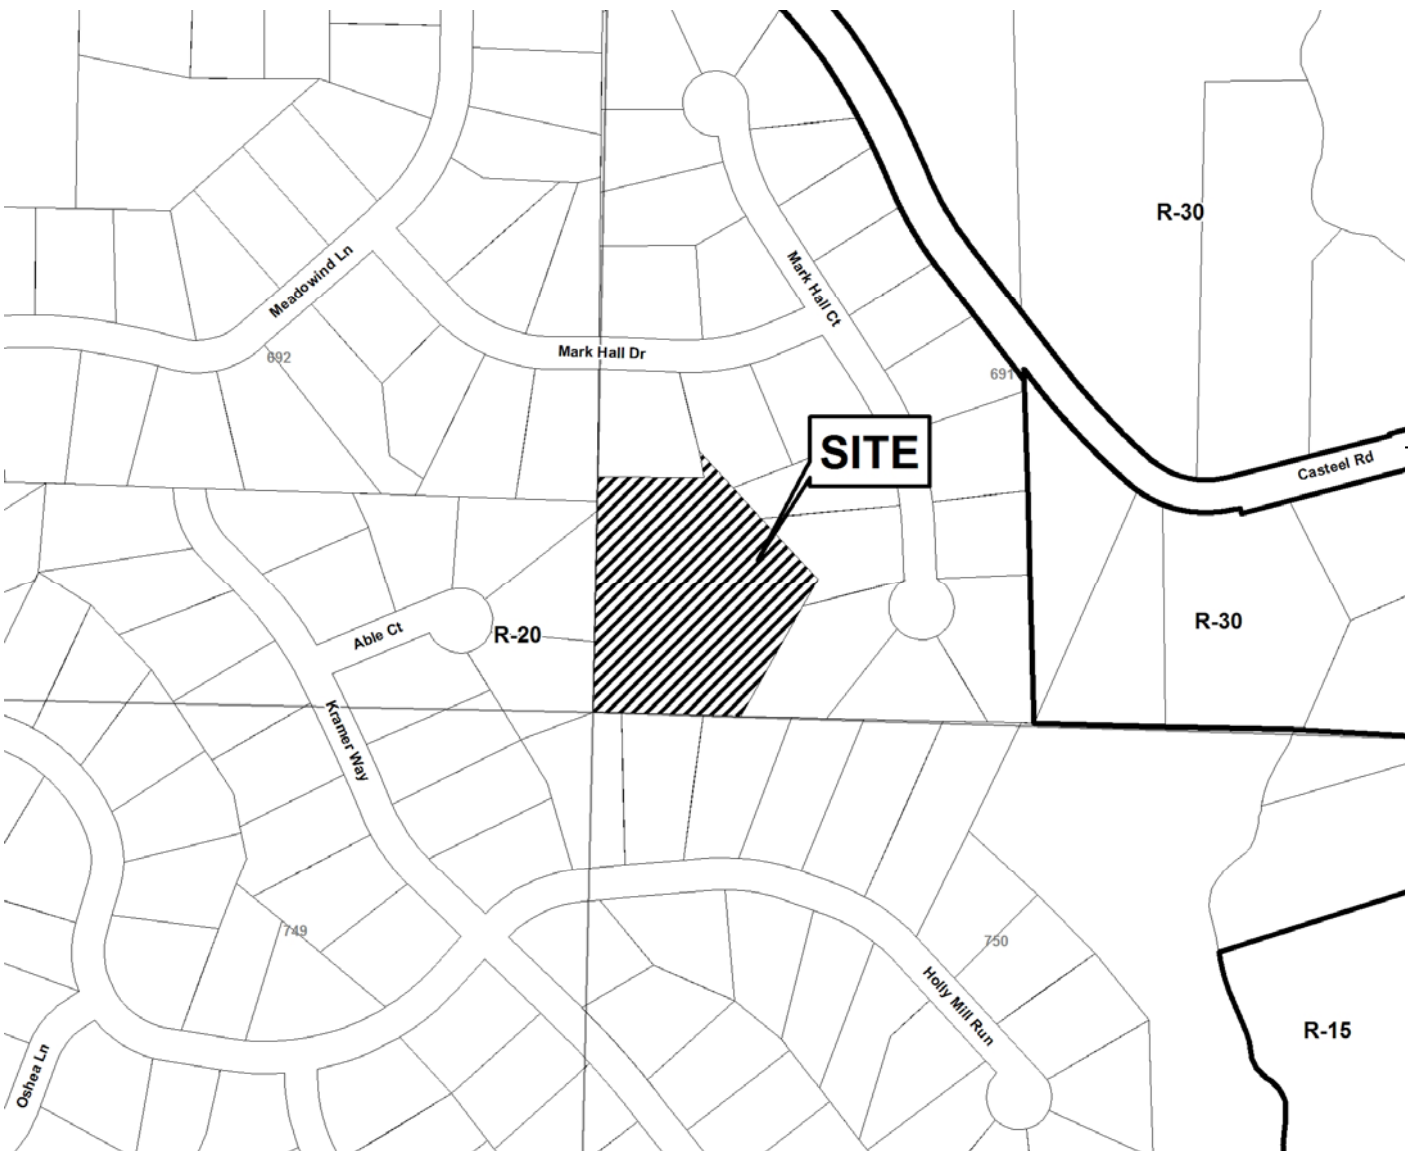 R-30
Mark Hall Ct
Meadowind Ln
692
Mark Hall Dr
691
SITE
Casteel Rd
R-20
Able Ct
R-30
Kramer Way
749
750
Holly Mill Run
R-15
Oshea Ln